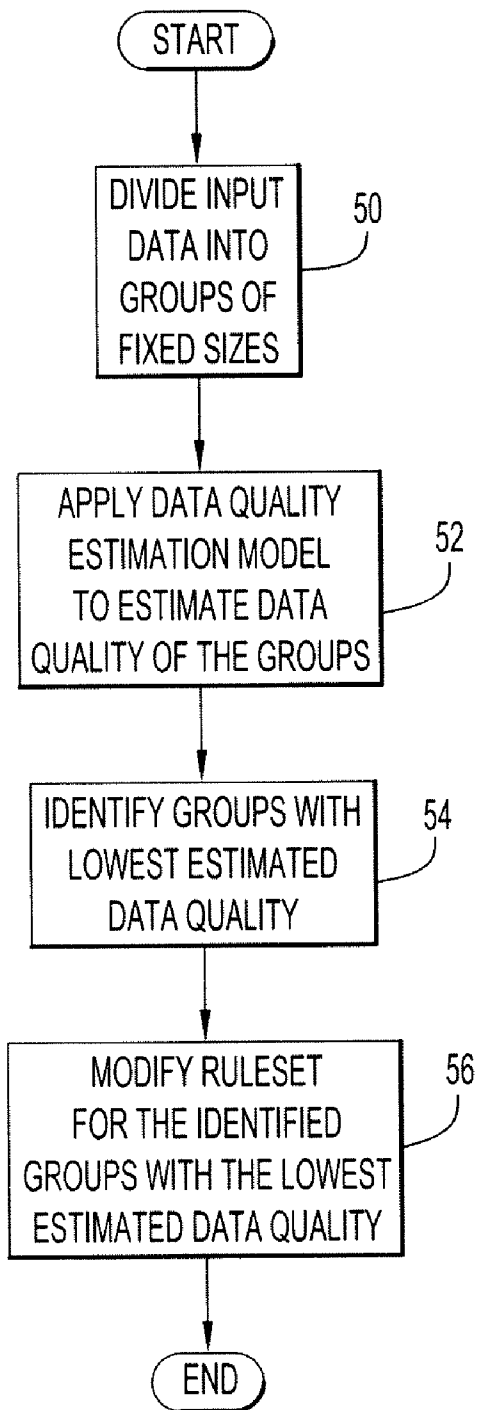 START
DIVIDE INPUT
DATA INTO
GROUPS OF
FIXED SIZES
50
APPLY DATA QUALITY
ESTIMATION MODEL
TO ESTIMATE DATA
QUALITY OF THE GROUPS
52
IDENTIFY GROUPS WITH
LOWEST ESTIMATED
DATA QUALITY
54
MODIFY RULESET
FOR THE IDENTIFIED
GROUPS WITH THE LOWEST
ESTIMATED DATA QUALITY
56
END